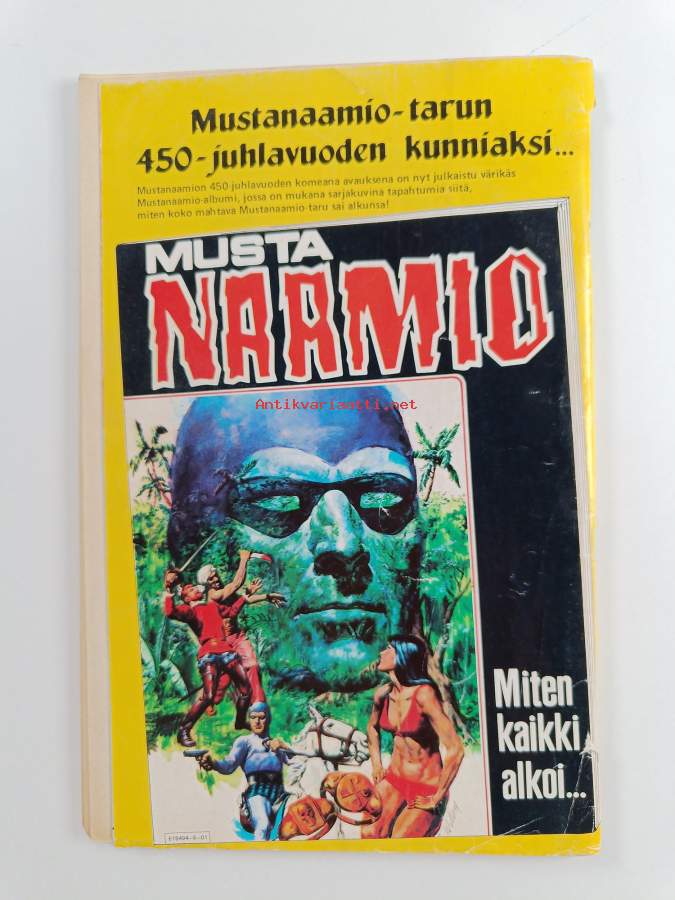 Mustanaamio-tarun
450-juhlavuoden kunniaksi...
Mustanaamion 450-juhlavuoden komeana avauksena on nyt julkaistu värikäs
Mustanaamio-albumi, jossa on mukana sarjakuvina tapahtumia siitä,
miten koko mahtava Mustanaamio-taru sai alkunsa!
MUSTA
NAAMIO
Antikvariaatti.net
Miten
kaikki
alkoi...